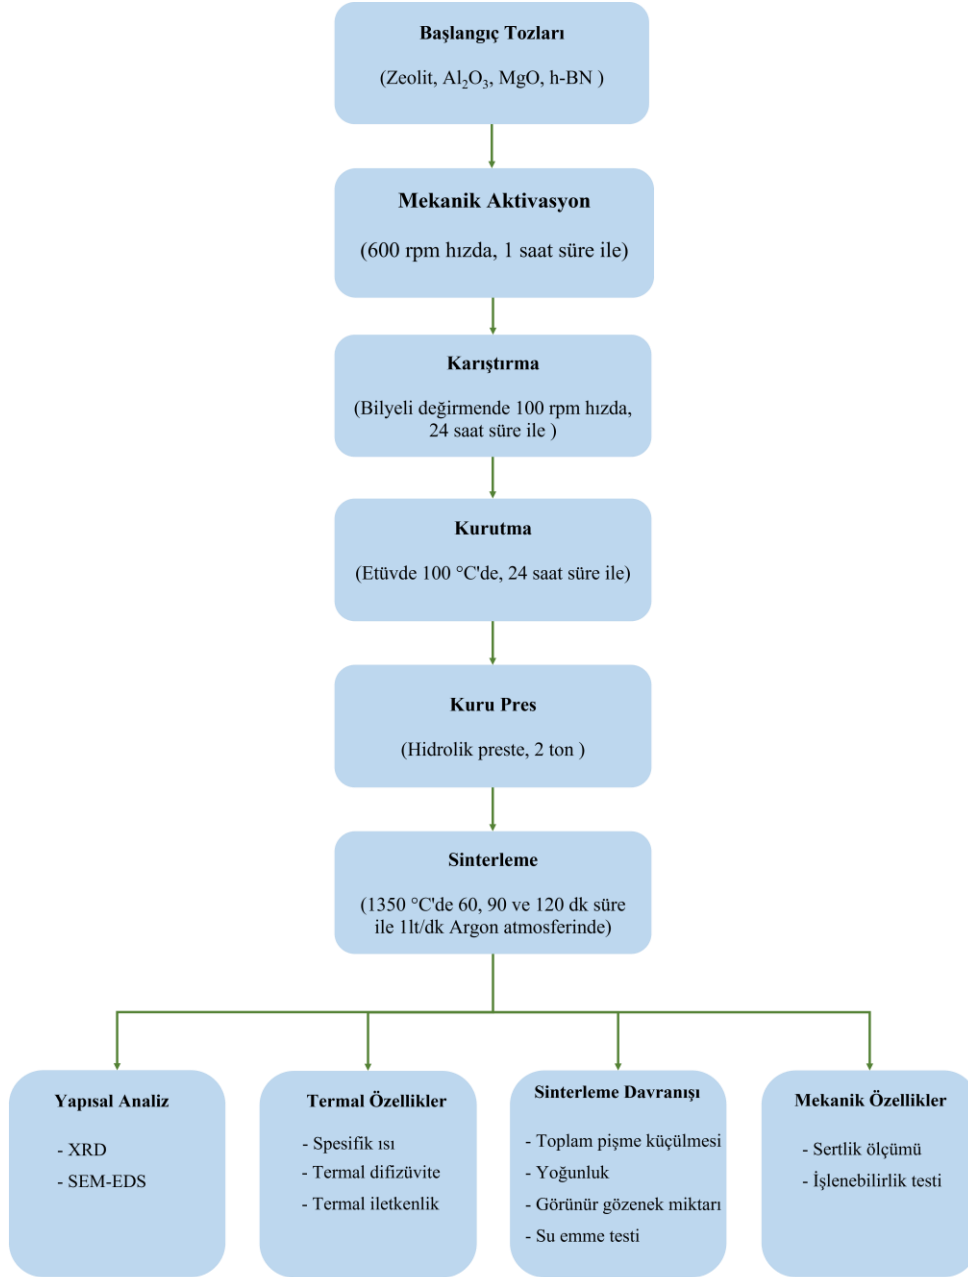 Başlangıç Tozları
(Zeolit, Al₂O₃, MgO, h-BN )
Mekanik Aktivasyon
(600 rpm hızda, 1 saat süre ile)
Karıştırma
(Bilyeli değirmende 100 rpm hızda,
24 saat süre ile )
Kurutma
(Etüvde 100 °C'de, 24 saat süre ile)
Kuru Pres
(Hidrolik preste, 2 ton )
Sinterleme
(1350 °C'de 60, 90 ve 120 dk süre
ile 1lt/dk Argon atmosferinde)
Yapısal Analiz
- XRD
- SEM-EDS
Termal Özellikler
- Spesifik ısı
- Termal difizüvite
- Termal iletkenlik
Sinterleme Davranışı
- Toplam pişme küçülmesi
- Yoğunluk
- Görünür gözenek miktarı
- Su emme testi
Mekanik Özellikler
- Sertlik ölçümü
- İşlenebilirlik testi